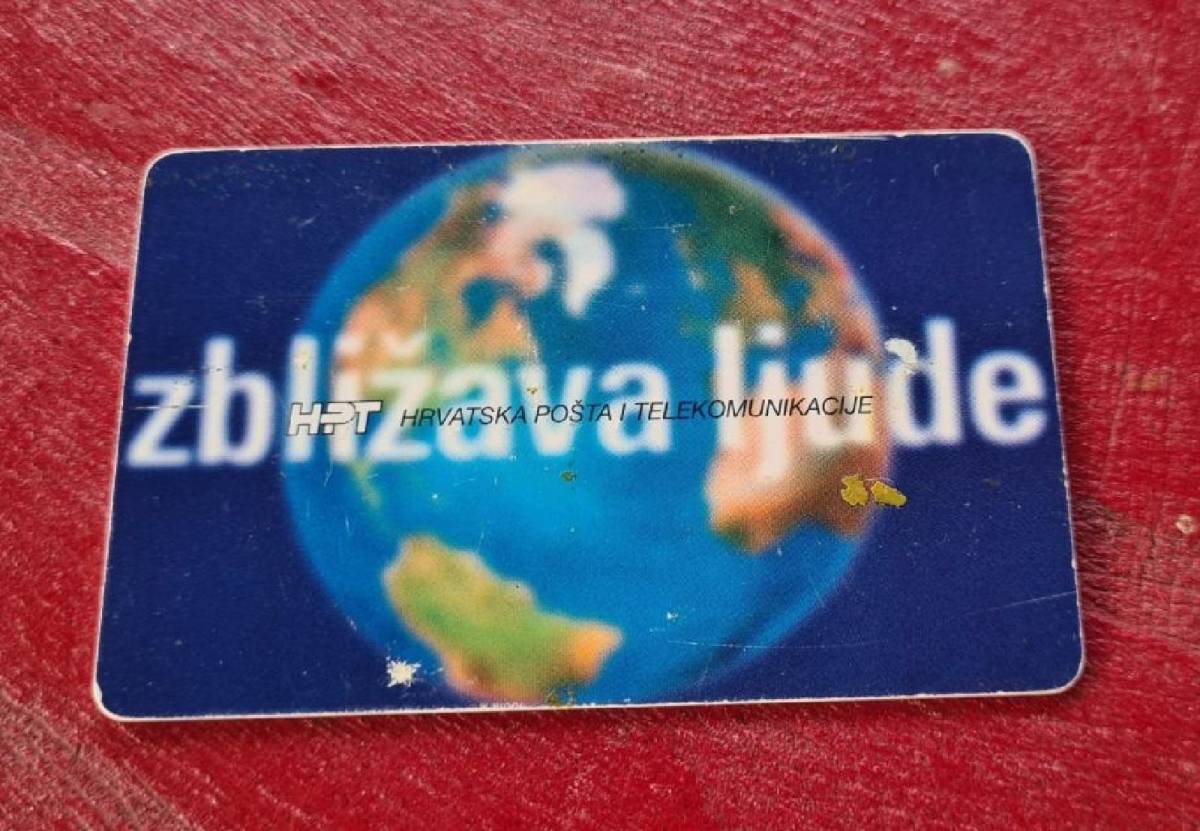 zbližava ljude
HPT HRVATSKA POŠTA I TELEKOMUNIKACIJE